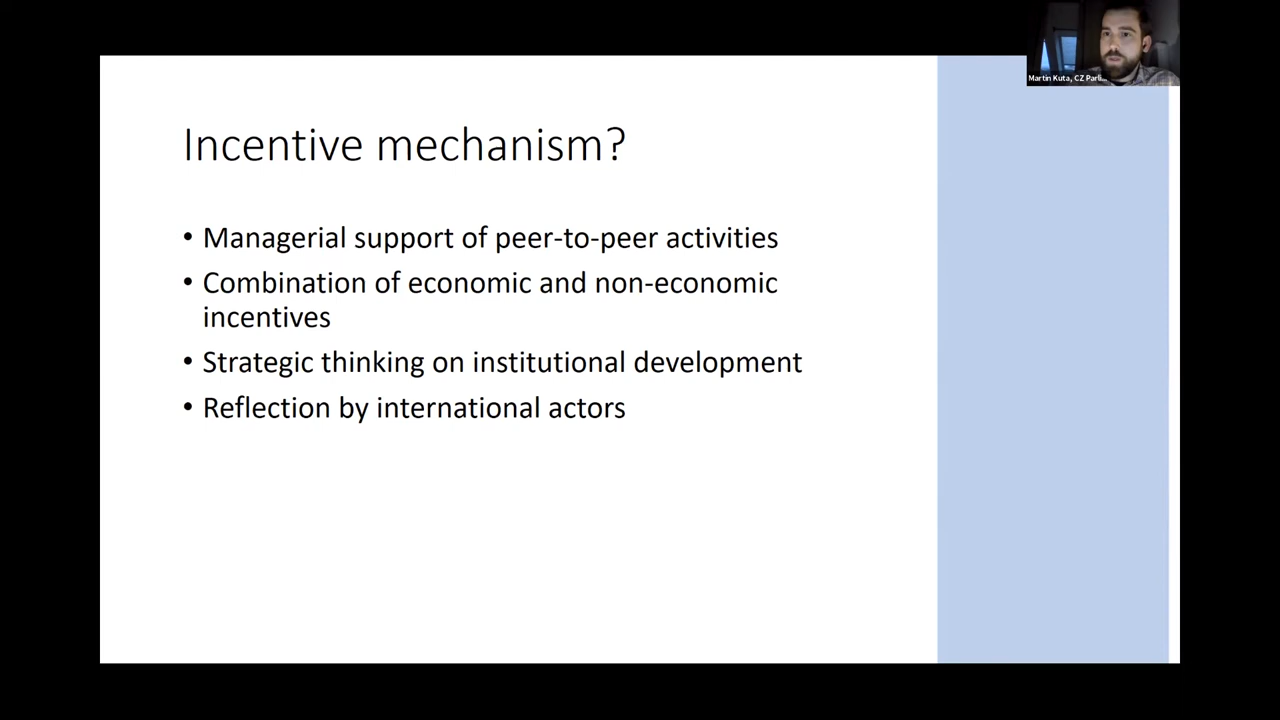 Martin Kuta, CZ Parli...
Incentive mechanism?
• Managerial support of peer-to-peer activities
• Combination of economic and non-economic
incentives
• Strategic thinking on institutional development
• Reflection by international actors